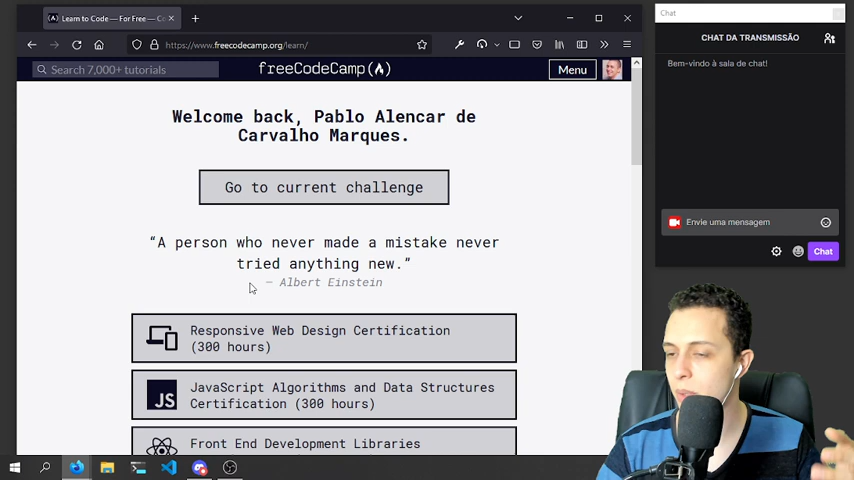 Learn to Code — For Free — Co
https://www.freecodecamp.org/learn/
Search 7,000+ tutorials
freeCodeCamp
Menu
Welcome back, Pablo Alencar de
Carvalho Marques.
Go to current challenge
“A person who never made a mistake never
tried anything new.”
— Albert Einstein
Responsive Web Design Certification
(300 hours)
JS
JavaScript Algorithms and Data Structures
Certification (300 hours)
Front End Development Libraries
Chat
CHAT DA TRANSMISSÃO
Bem-vindo à sala de chat!
Envie uma mensagem
Chat